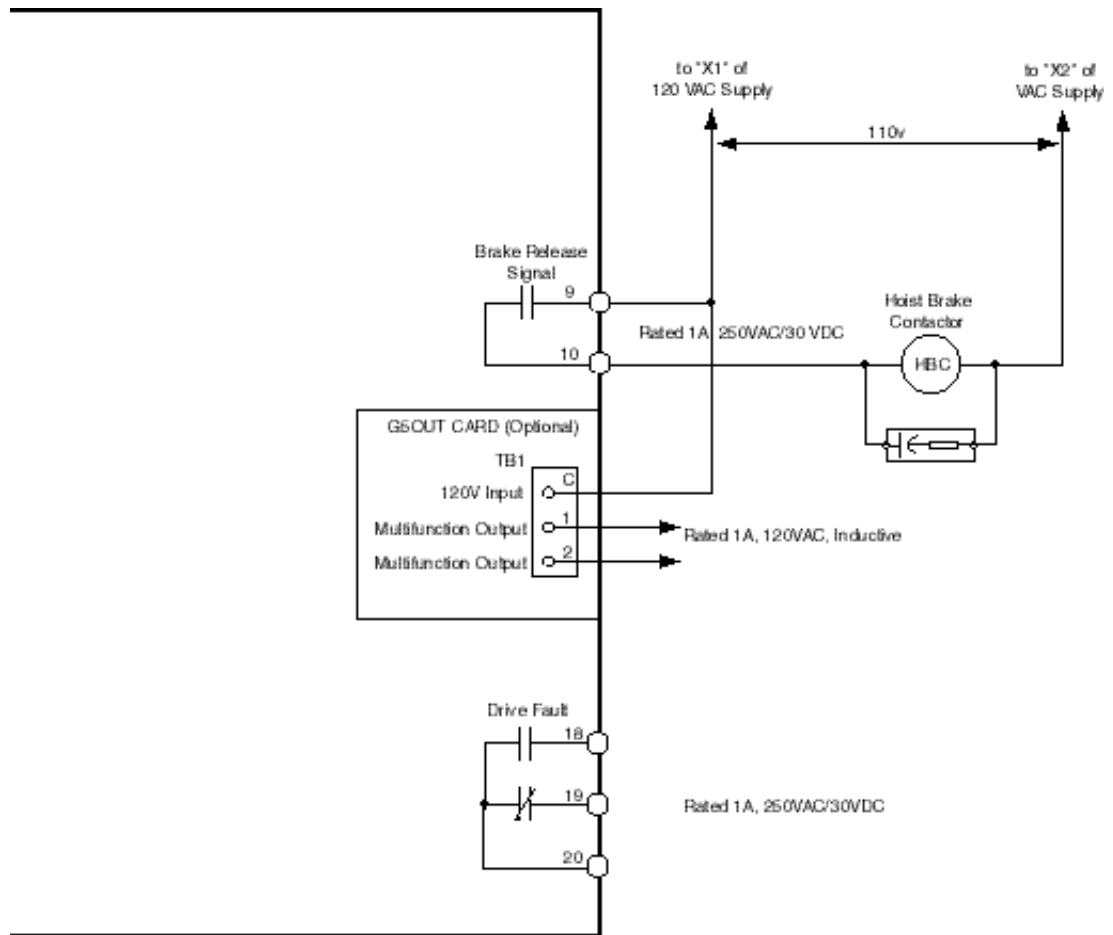 to "X1" of
120 VAC Supply
to "X2" of
VAC Supply
110v
Brake Release
Signal
9
Hoist Brake
Contactor
Rated 1A, 250VAC/30 VDC
10
HBC
G5OUT CARD (Optional)
TB1
C
120V Input
1
Multifunction Output
Rated 1A, 120VAC, Inductive
2
Multifunction Output
Drive Fault
18
19
Rated 1A, 250VAC/30VDC
20